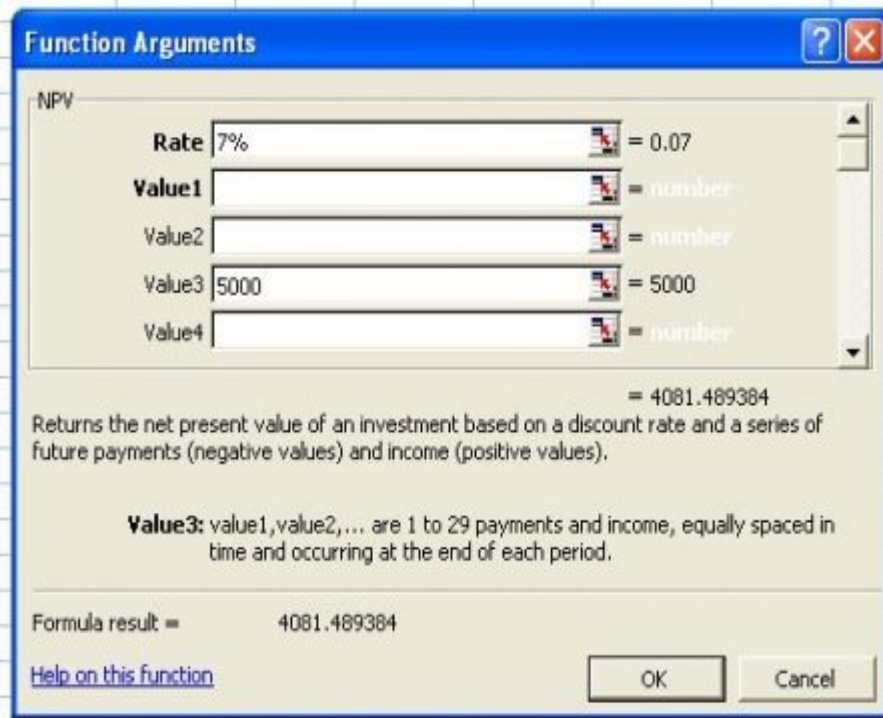 Function Arguments
NPV
Rate 7% = 0.07
Value1 = number
Value2 = number
Value3 5000 = 5000
Value4 = number
= 4081.489384
Returns the net present value of an investment based on a discount rate and a series of
future payments (negative values) and income (positive values).
Value3: value1,value2,... are 1 to 29 payments and income, equally spaced in
time and occurring at the end of each period.
Formula result = 4081.489384
Help on this function OK Cancel